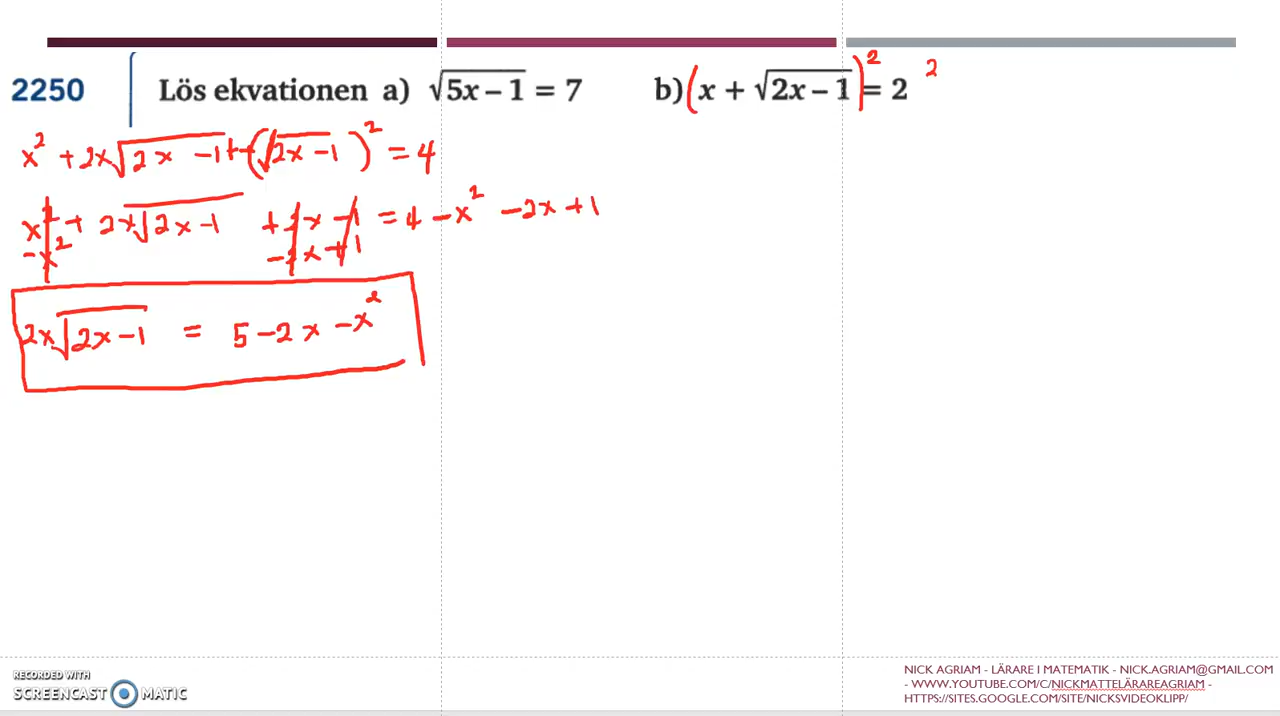 2250 Lös ekvationen a) √5x – 1 = 7 b) (x + √2x – 1)² = 2 ²
x² + 2x√2x – 1 + (√2x – 1)² = 4
x² + 2x√2x – 1 + 2x – 1 = 4 – x² – 2x + 1
– x² – 2x + 1
2x√2x – 1 = 5 – 2x – x²
RECORDED WITH
SCREENCAST MATIC
NICK AGRIAM - LÄRARE I MATEMATIK - NICK.AGRIAM@GMAIL.COM
- WWW.YOUTUBE.COM/C/NICKMATTELÄRAREAGRIAM -
HTTPS://SITES.GOOGLE.COM/SITE/NICKSVIDEOKLIPP/